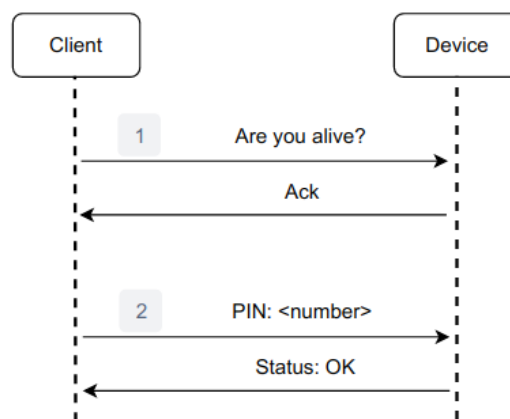 Client
Device
1
Are you alive?
Ack
2
PIN: <number>
Status: OK